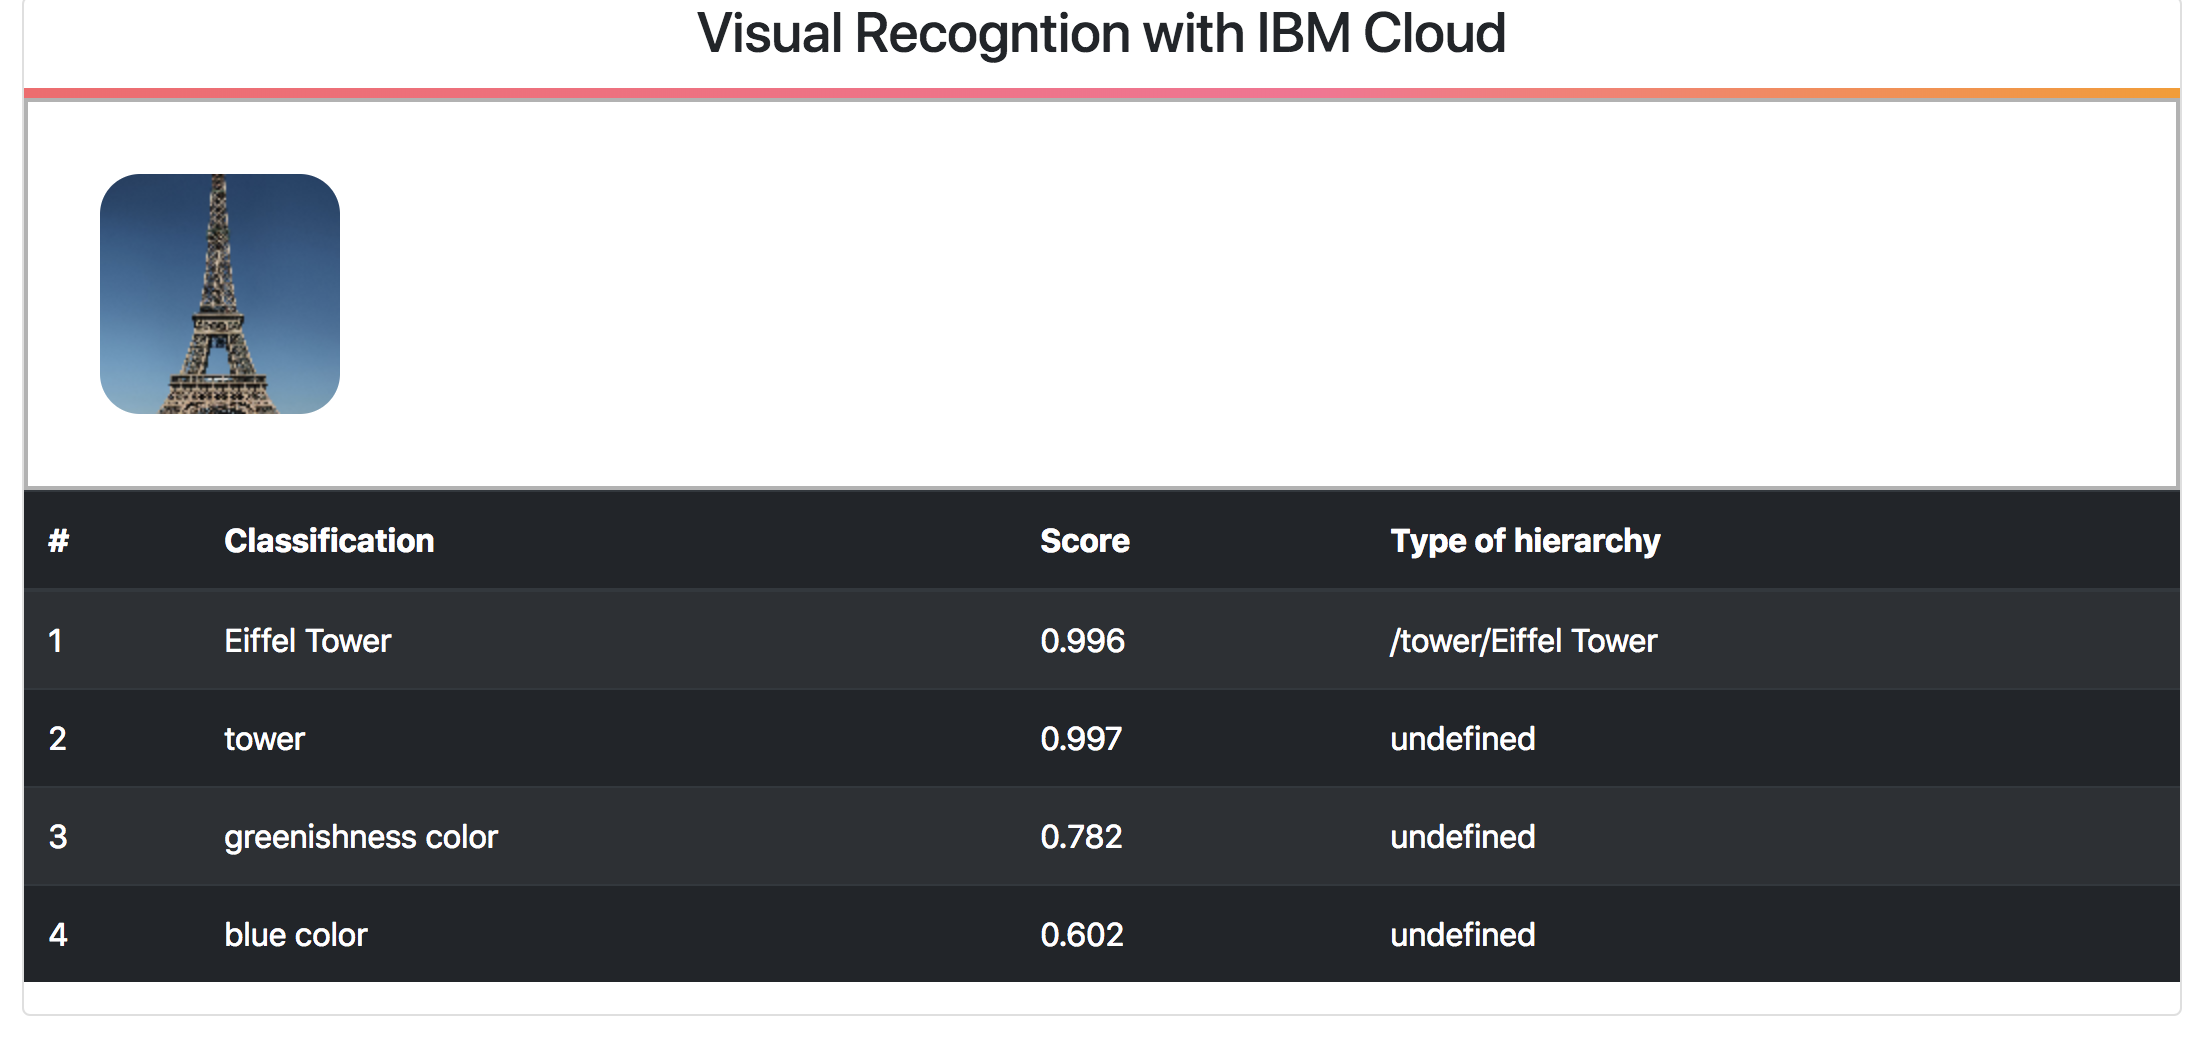 Visual Recogntion with IBM Cloud
# Classification Score Type of hierarchy
1 Eiffel Tower 0.996 /tower/Eiffel Tower
2 tower 0.997 undefined
3 greenishness color 0.782 undefined
4 blue color 0.602 undefined